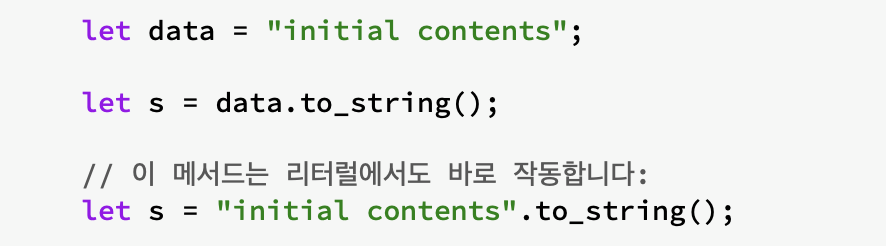 let data = "initial contents";
let s = data.to_string();
// 이 메서드는 리터럴에서도 바로 작동합니다:
let s = "initial contents".to_string();